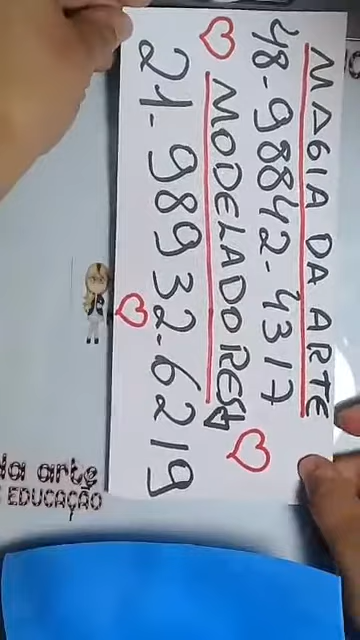 MAGIA DA ARTE
48-98842-4317
MODELADORES
21-98932-6219
da arte
EDUCAÇÃO